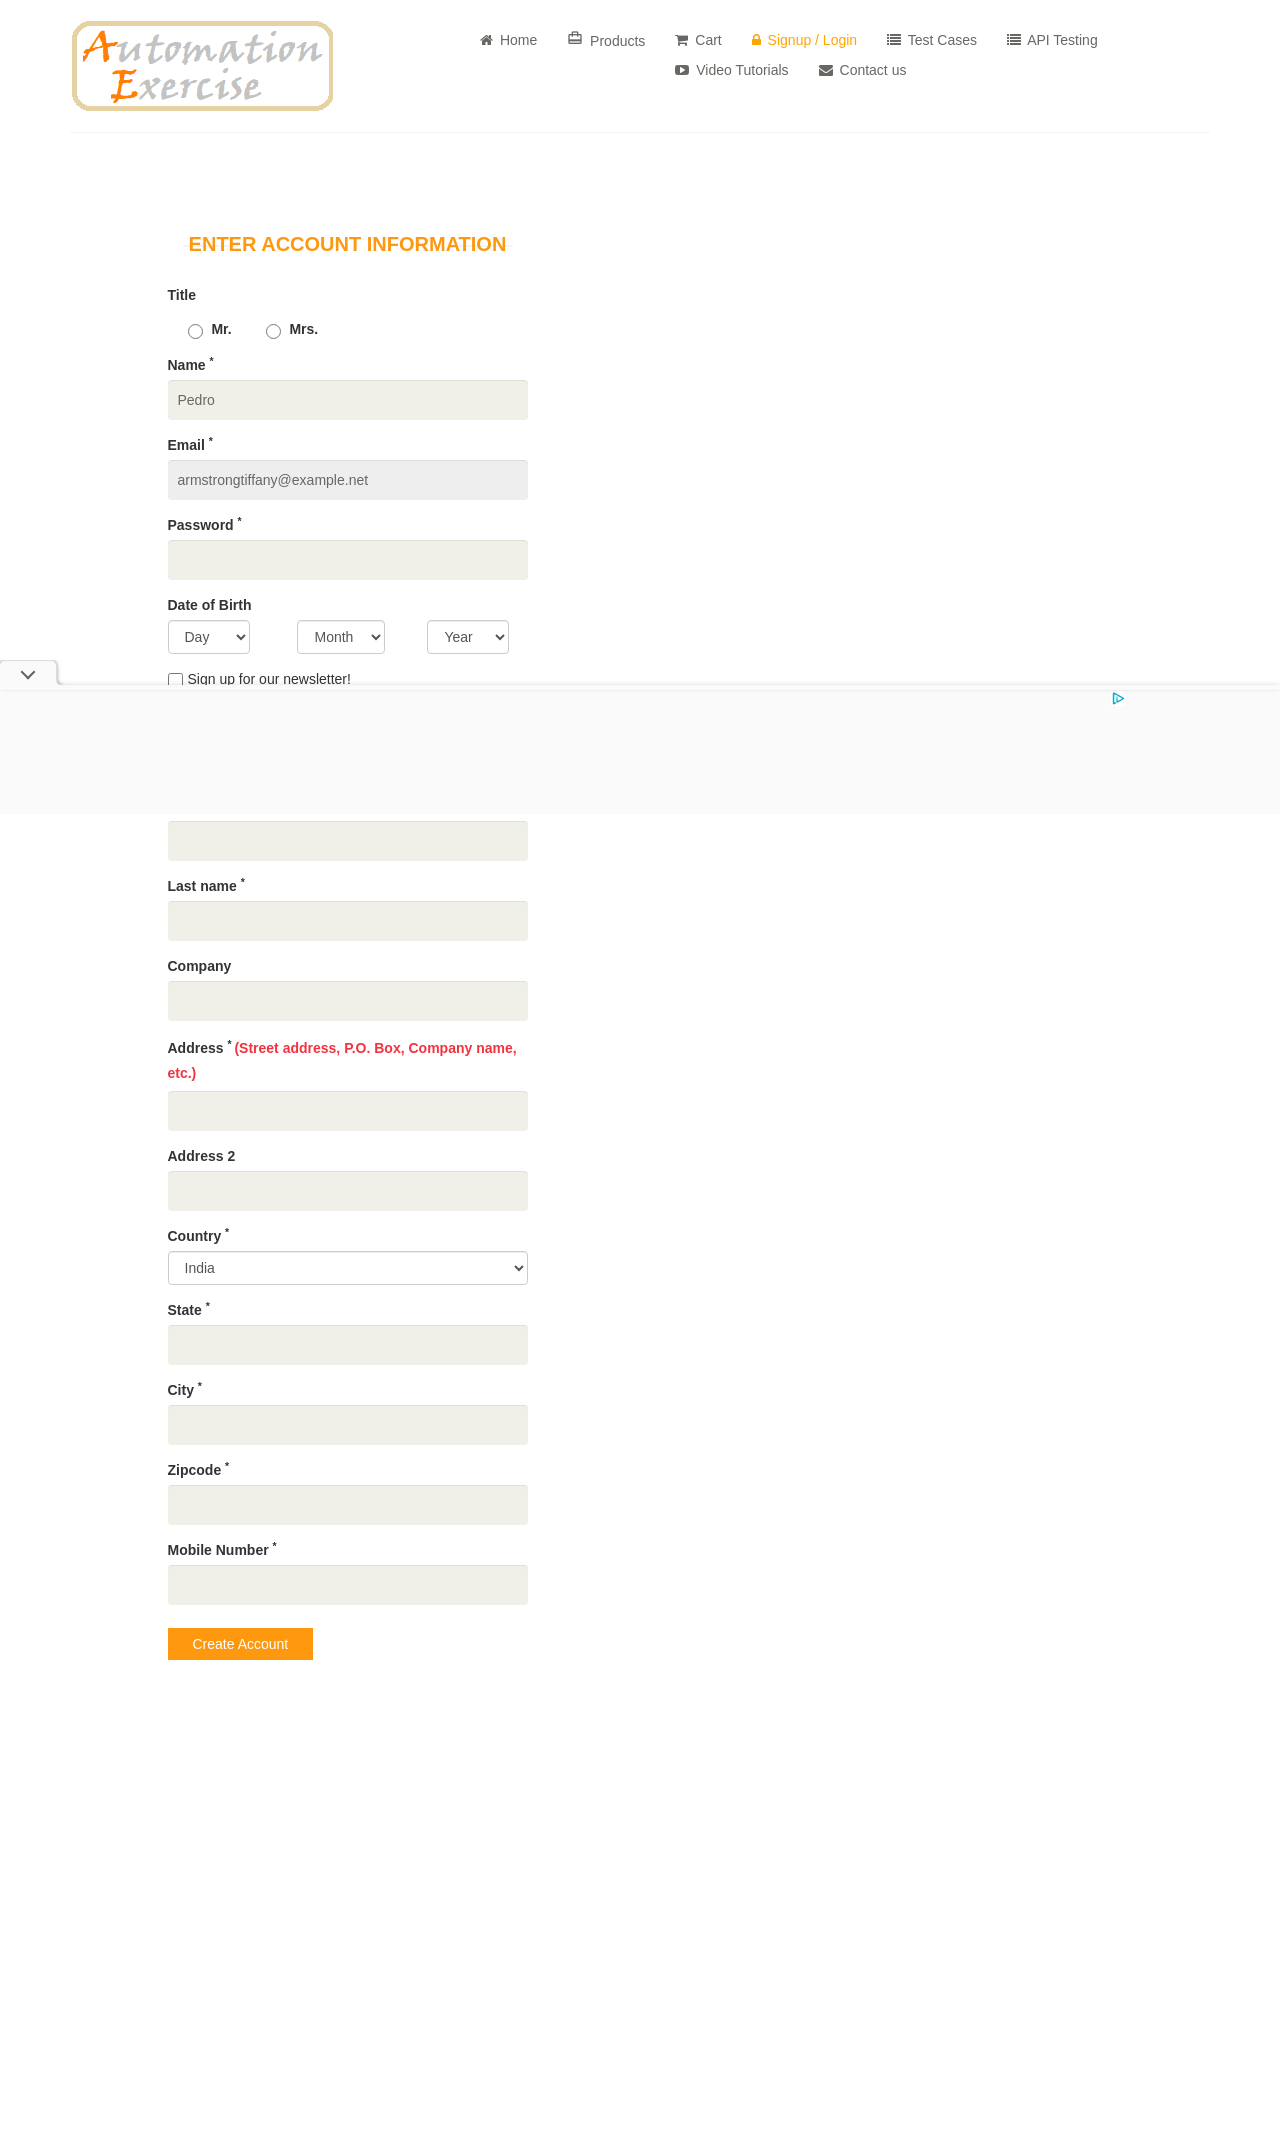 Automation
Exercise
Home
Products
Cart
Signup / Login
Test Cases
API Testing
Video Tutorials
Contact us
ENTER ACCOUNT INFORMATION
Title
Mr.
Mrs.
Name *
Pedro
Email *
armstrongtiffany@example.net
Password *
Date of Birth
Day
Month
Year
Sign up for our newsletter!
Last name *
Company
Address * (Street address, P.O. Box, Company name,
etc.)
Address 2
Country *
India
State *
City *
Zipcode *
Mobile Number *
Create Account